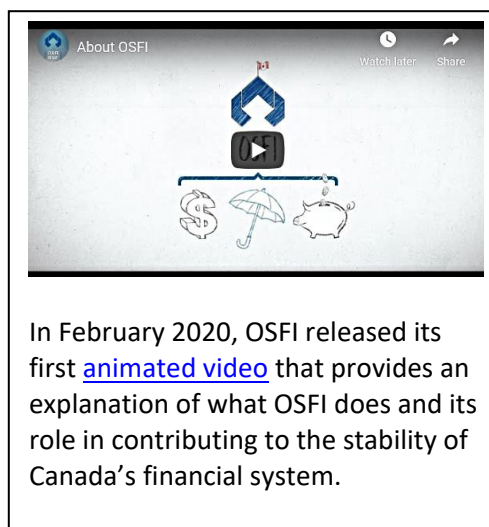 About OSFI
Watch later
Share
OSFI
In February 2020, OSFI released its
first animated video that provides an
explanation of what OSFI does and its
role in contributing to the stability of
Canada's financial system.